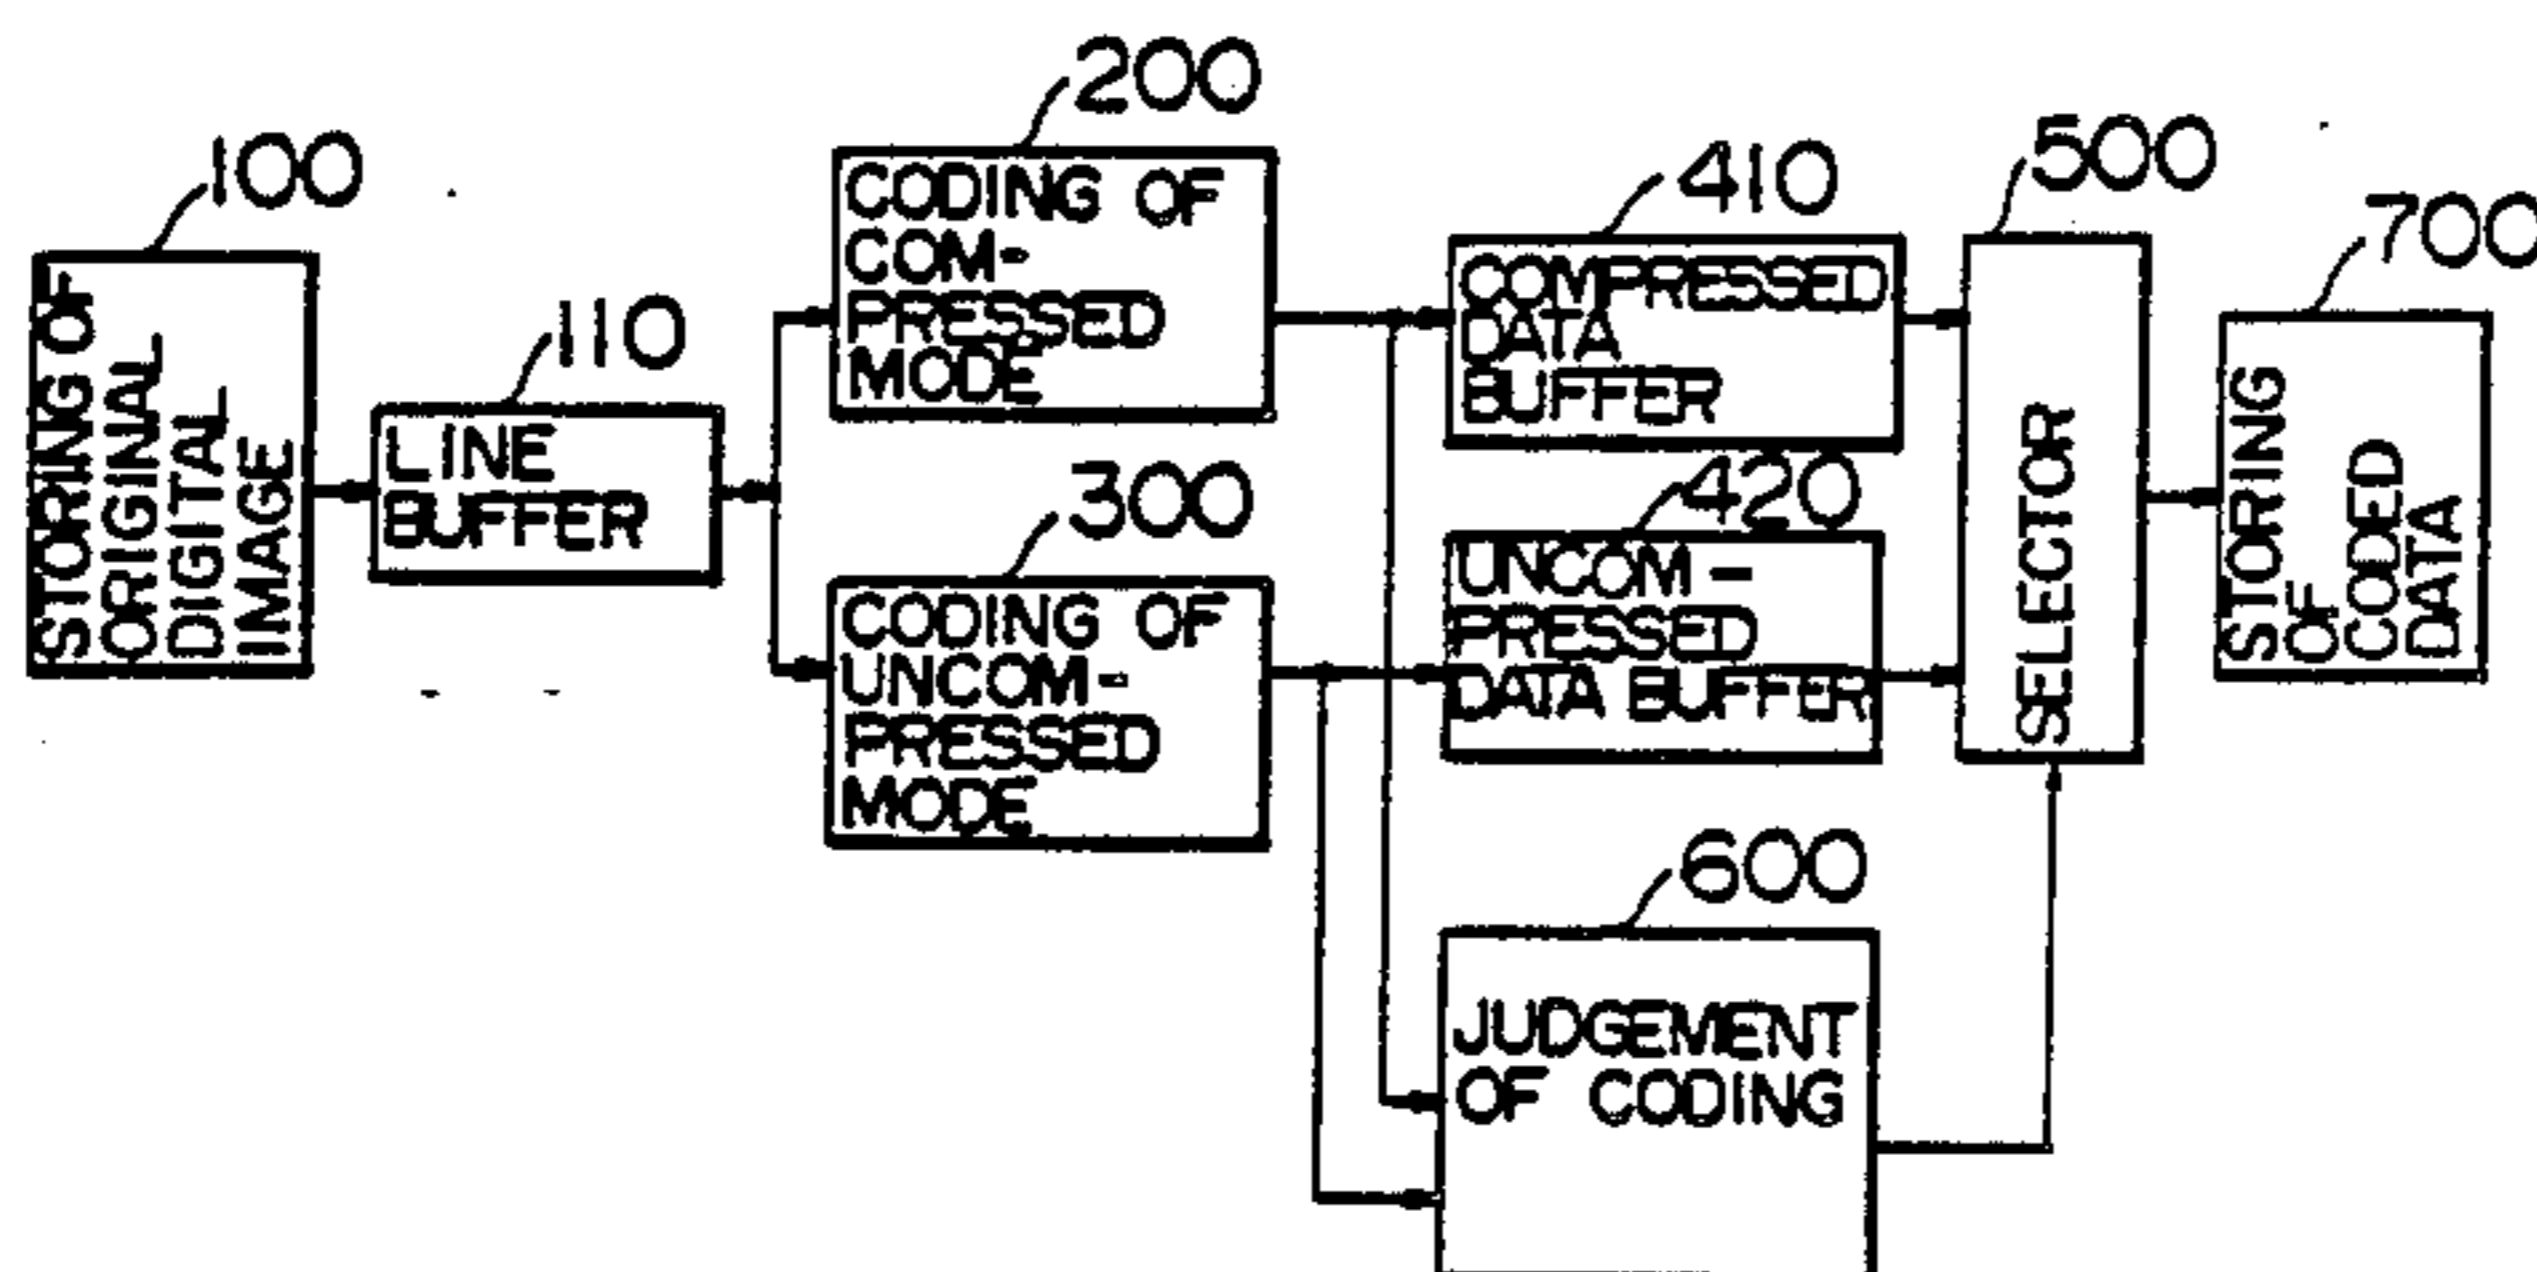 100
STORING OF
ORIGINAL
DIGITAL
IMAGE
110
LINE
BUFFER
200
CODING OF
COM-
PRESSED
MODE
300
CODING OF
UNCOM-
PRESSED
MODE
410
COMPRESSED
DATA
BUFFER
420
UNCOM-
PRESSED
DATA BUFFER
500
SELECTOR
600
JUDGEMENT
OF CODING
700
STORING
OF
CODED
DATA